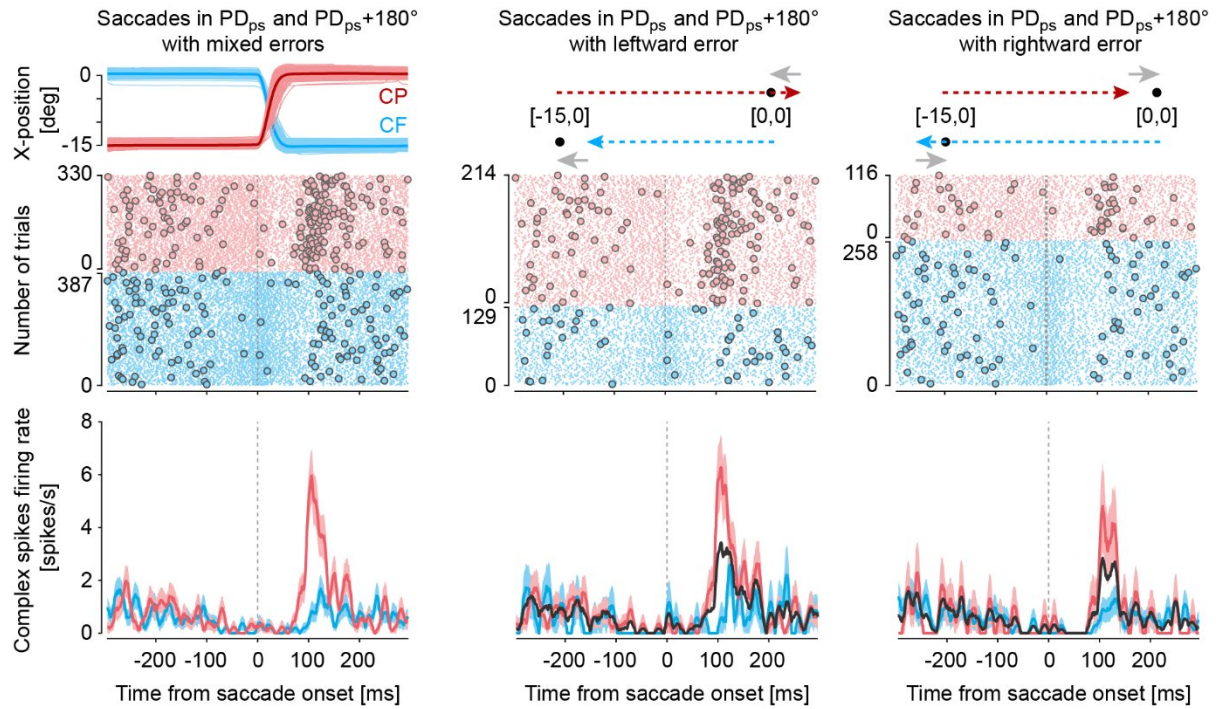 Saccades in PDps and PDps+180°
with mixed errors
Saccades in PDps and PDps+180°
with leftward error
Saccades in PDps and PDps+180°
with rightward error
X-position
[deg]
0
-15
CP
CF
[-15,0]
[0,0]
[-15,0]
[0,0]
Number of trials
330
0
387
0
214
0
129
0
116
0
258
0
Complex spikes firing rate
[spikes/s]
8
6
4
2
0
-200 -100 0 100 200
-200 -100 0 100 200
-200 -100 0 100 200
Time from saccade onset [ms]
Time from saccade onset [ms]
Time from saccade onset [ms]